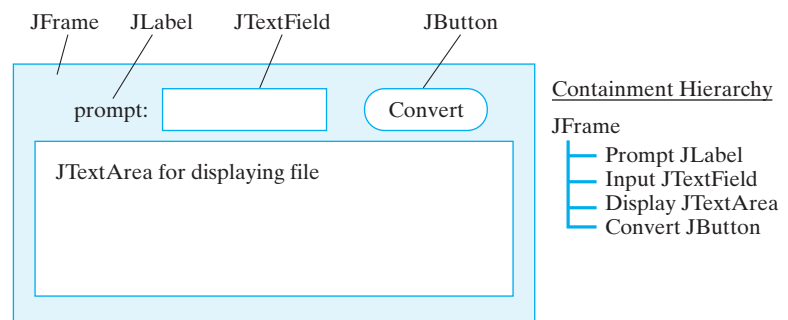 JFrame JLabel JTextField JButton
prompt: Convert
JTextArea for displaying file
Containment Hierarchy
JFrame
Prompt JLabel
Input JTextField
Display JTextArea
Convert JButton